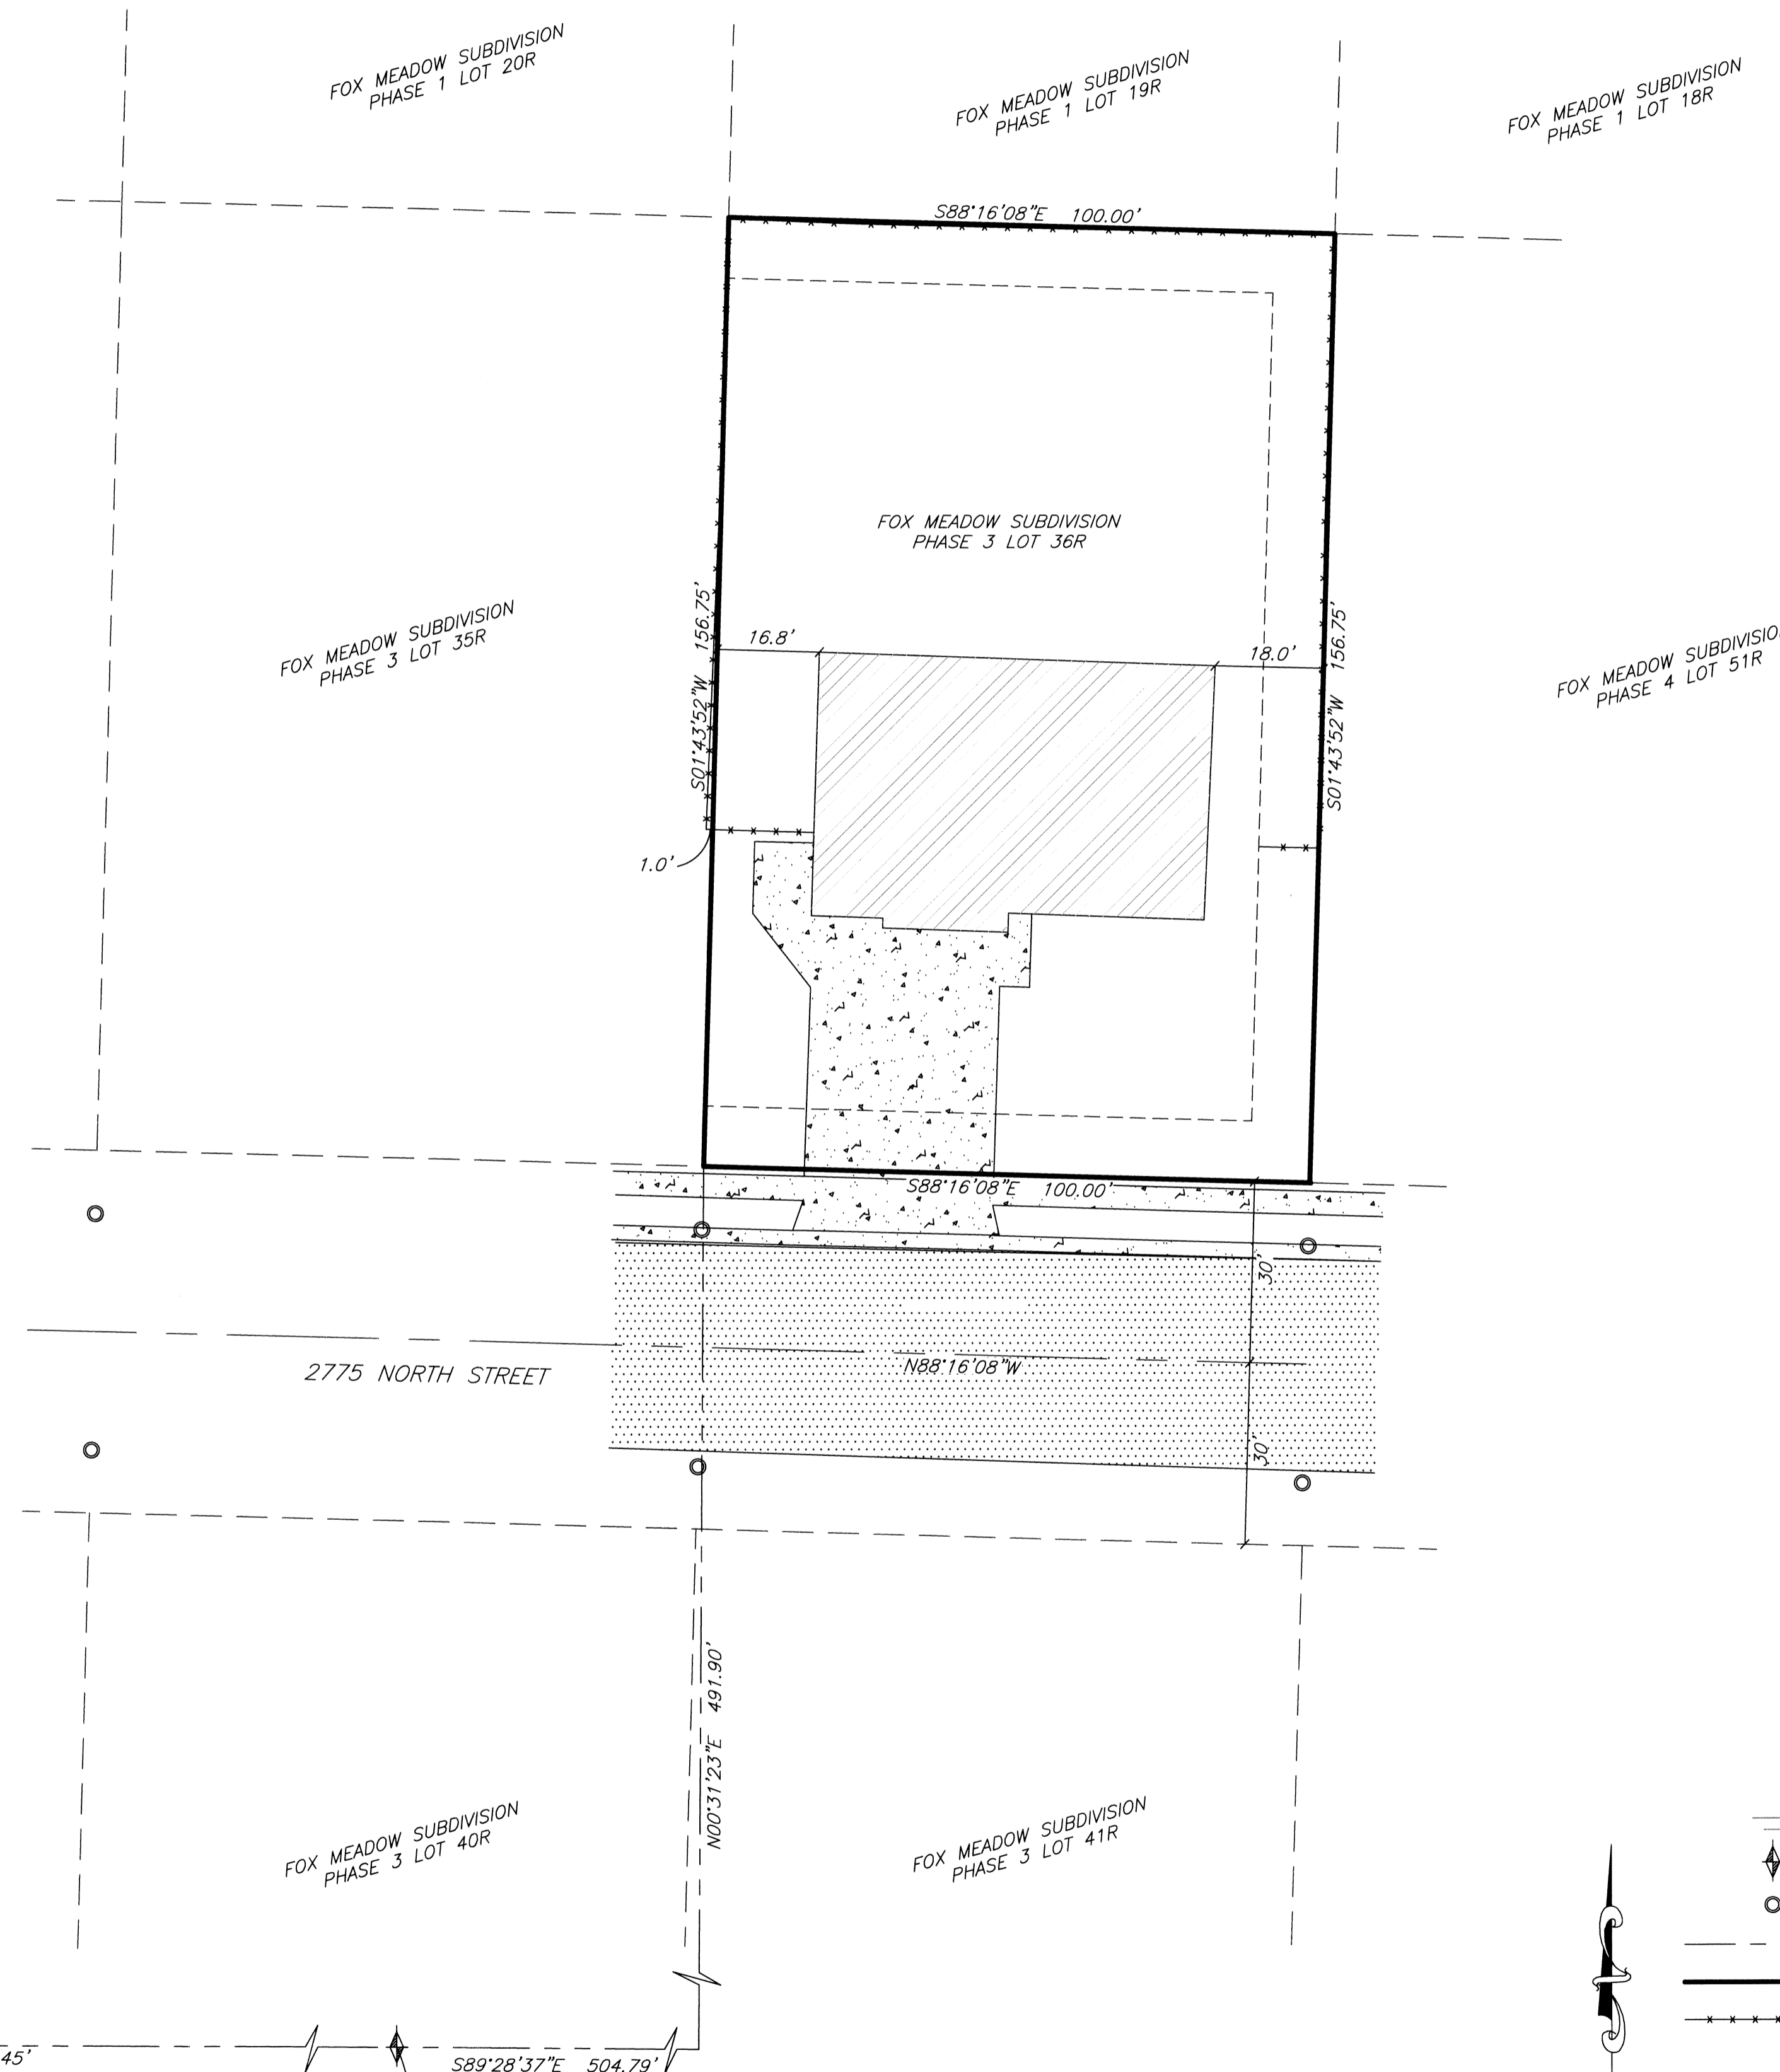 FOX MEADOW SUBDIVISION
PHASE 1 LOT 20R
FOX MEADOW SUBDIVISION
PHASE 1 LOT 19R
FOX MEADOW SUBDIVISION
PHASE 1 LOT 18R
S88°16'08"E 100.00'
FOX MEADOW SUBDIVISION
PHASE 3 LOT 36R
FOX MEADOW SUBDIVISION
PHASE 3 LOT 35R
S01°43'52"W 156.75'
16.8'
18.0'
S01°43'52"W 156.75'
FOX MEADOW SUBDIVISIO
PHASE 4 LOT 51R
1.0'
S88°16'08"E 100.00'
30'
2775 NORTH STREET
N88°16'08"W
30'
N00°31'23"E 491.90'
FOX MEADOW SUBDIVISION
PHASE 3 LOT 40R
FOX MEADOW SUBDIVISION
PHASE 3 LOT 41R
45'
S89°28'37"E 504.79'